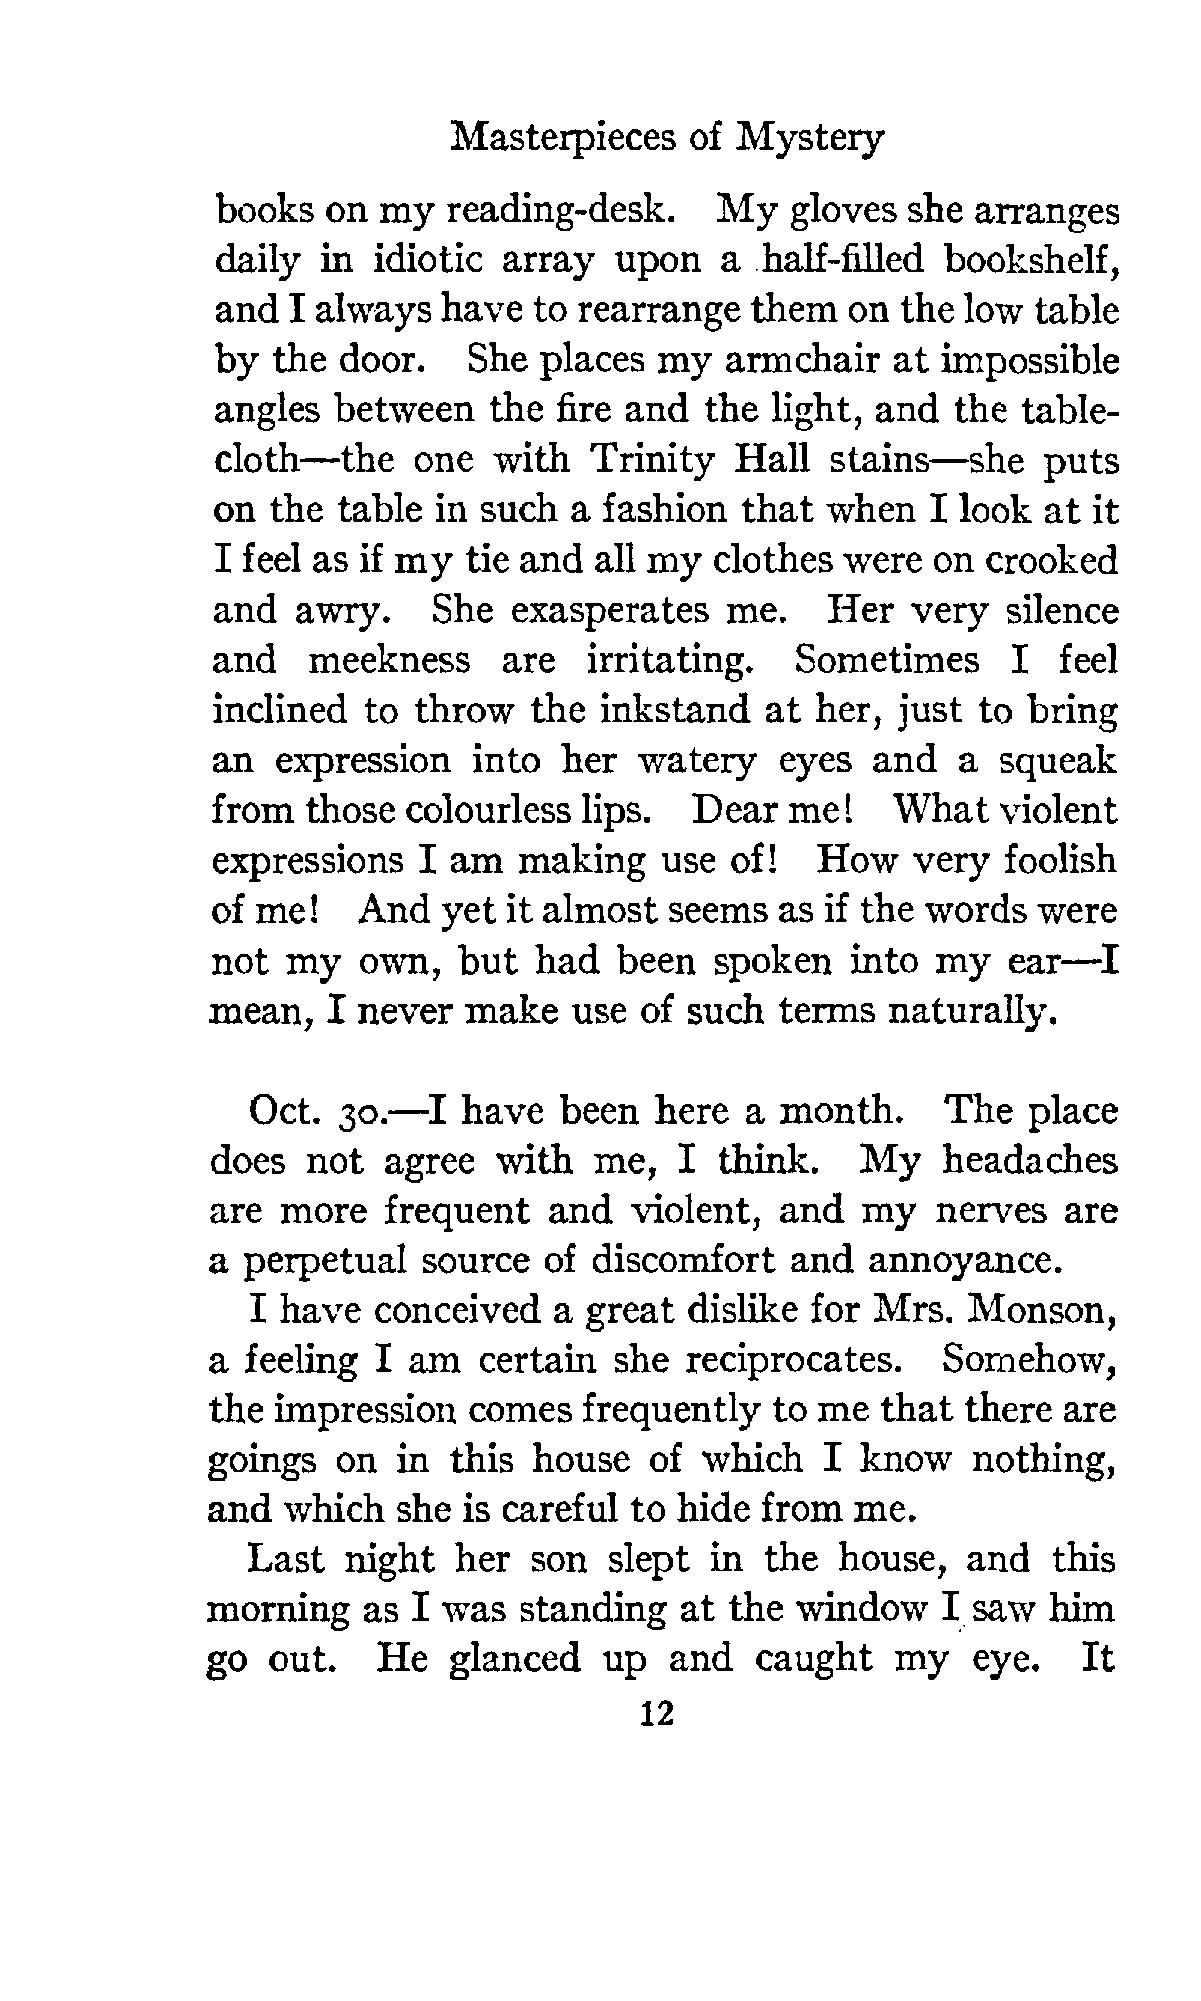 Masterpieces of Mystery
books on my reading-desk. My gloves she arranges
daily in idiotic array upon a half-filled bookshelf,
and I always have to rearrange them on the low table
by the door. She places my armchair at impossible
angles between the fire and the light, and the table-
cloth—the one with Trinity Hall stains—she puts
on the table in such a fashion that when I look at it
I feel as if my tie and all my clothes were on crooked
and awry. She exasperates me. Her very silence
and meekness are irritating. Sometimes I feel
inclined to throw the inkstand at her, just to bring
an expression into her watery eyes and a squeak
from those colourless lips. Dear me! What violent
expressions I am making use of! How very foolish
of me! And yet it almost seems as if the words were
not my own, but had been spoken into my ear—I
mean, I never make use of such terms naturally.
Oct. 30.—I have been here a month. The place
does not agree with me, I think. My headaches
are more frequent and violent, and my nerves are
a perpetual source of discomfort and annoyance.
I have conceived a great dislike for Mrs. Monson,
a feeling I am certain she reciprocates. Somehow,
the impression comes frequently to me that there are
goings on in this house of which I know nothing,
and which she is careful to hide from me.
Last night her son slept in the house, and this
morning as I was standing at the window I saw him
go out. He glanced up and caught my eye. It
12